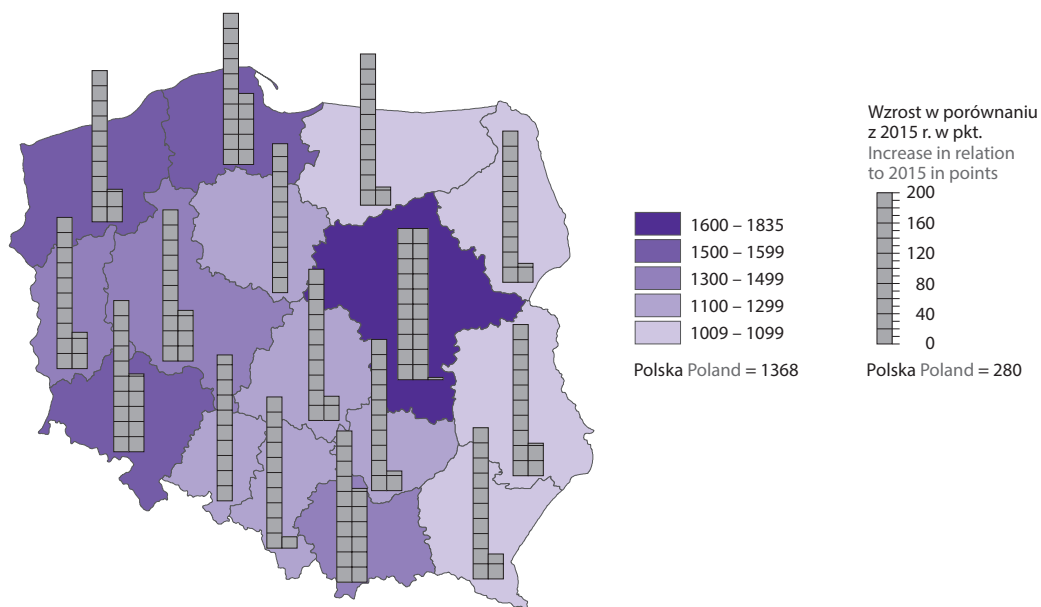 Wzrost w porównaniu
z 2015 r. w pkt.
Increase in relation
to 2015 in points
200
160
120
80
40
0
Polska Poland = 280
1600 – 1835
1500 – 1599
1300 – 1499
1100 – 1299
1009 – 1099
Polska Poland = 1368